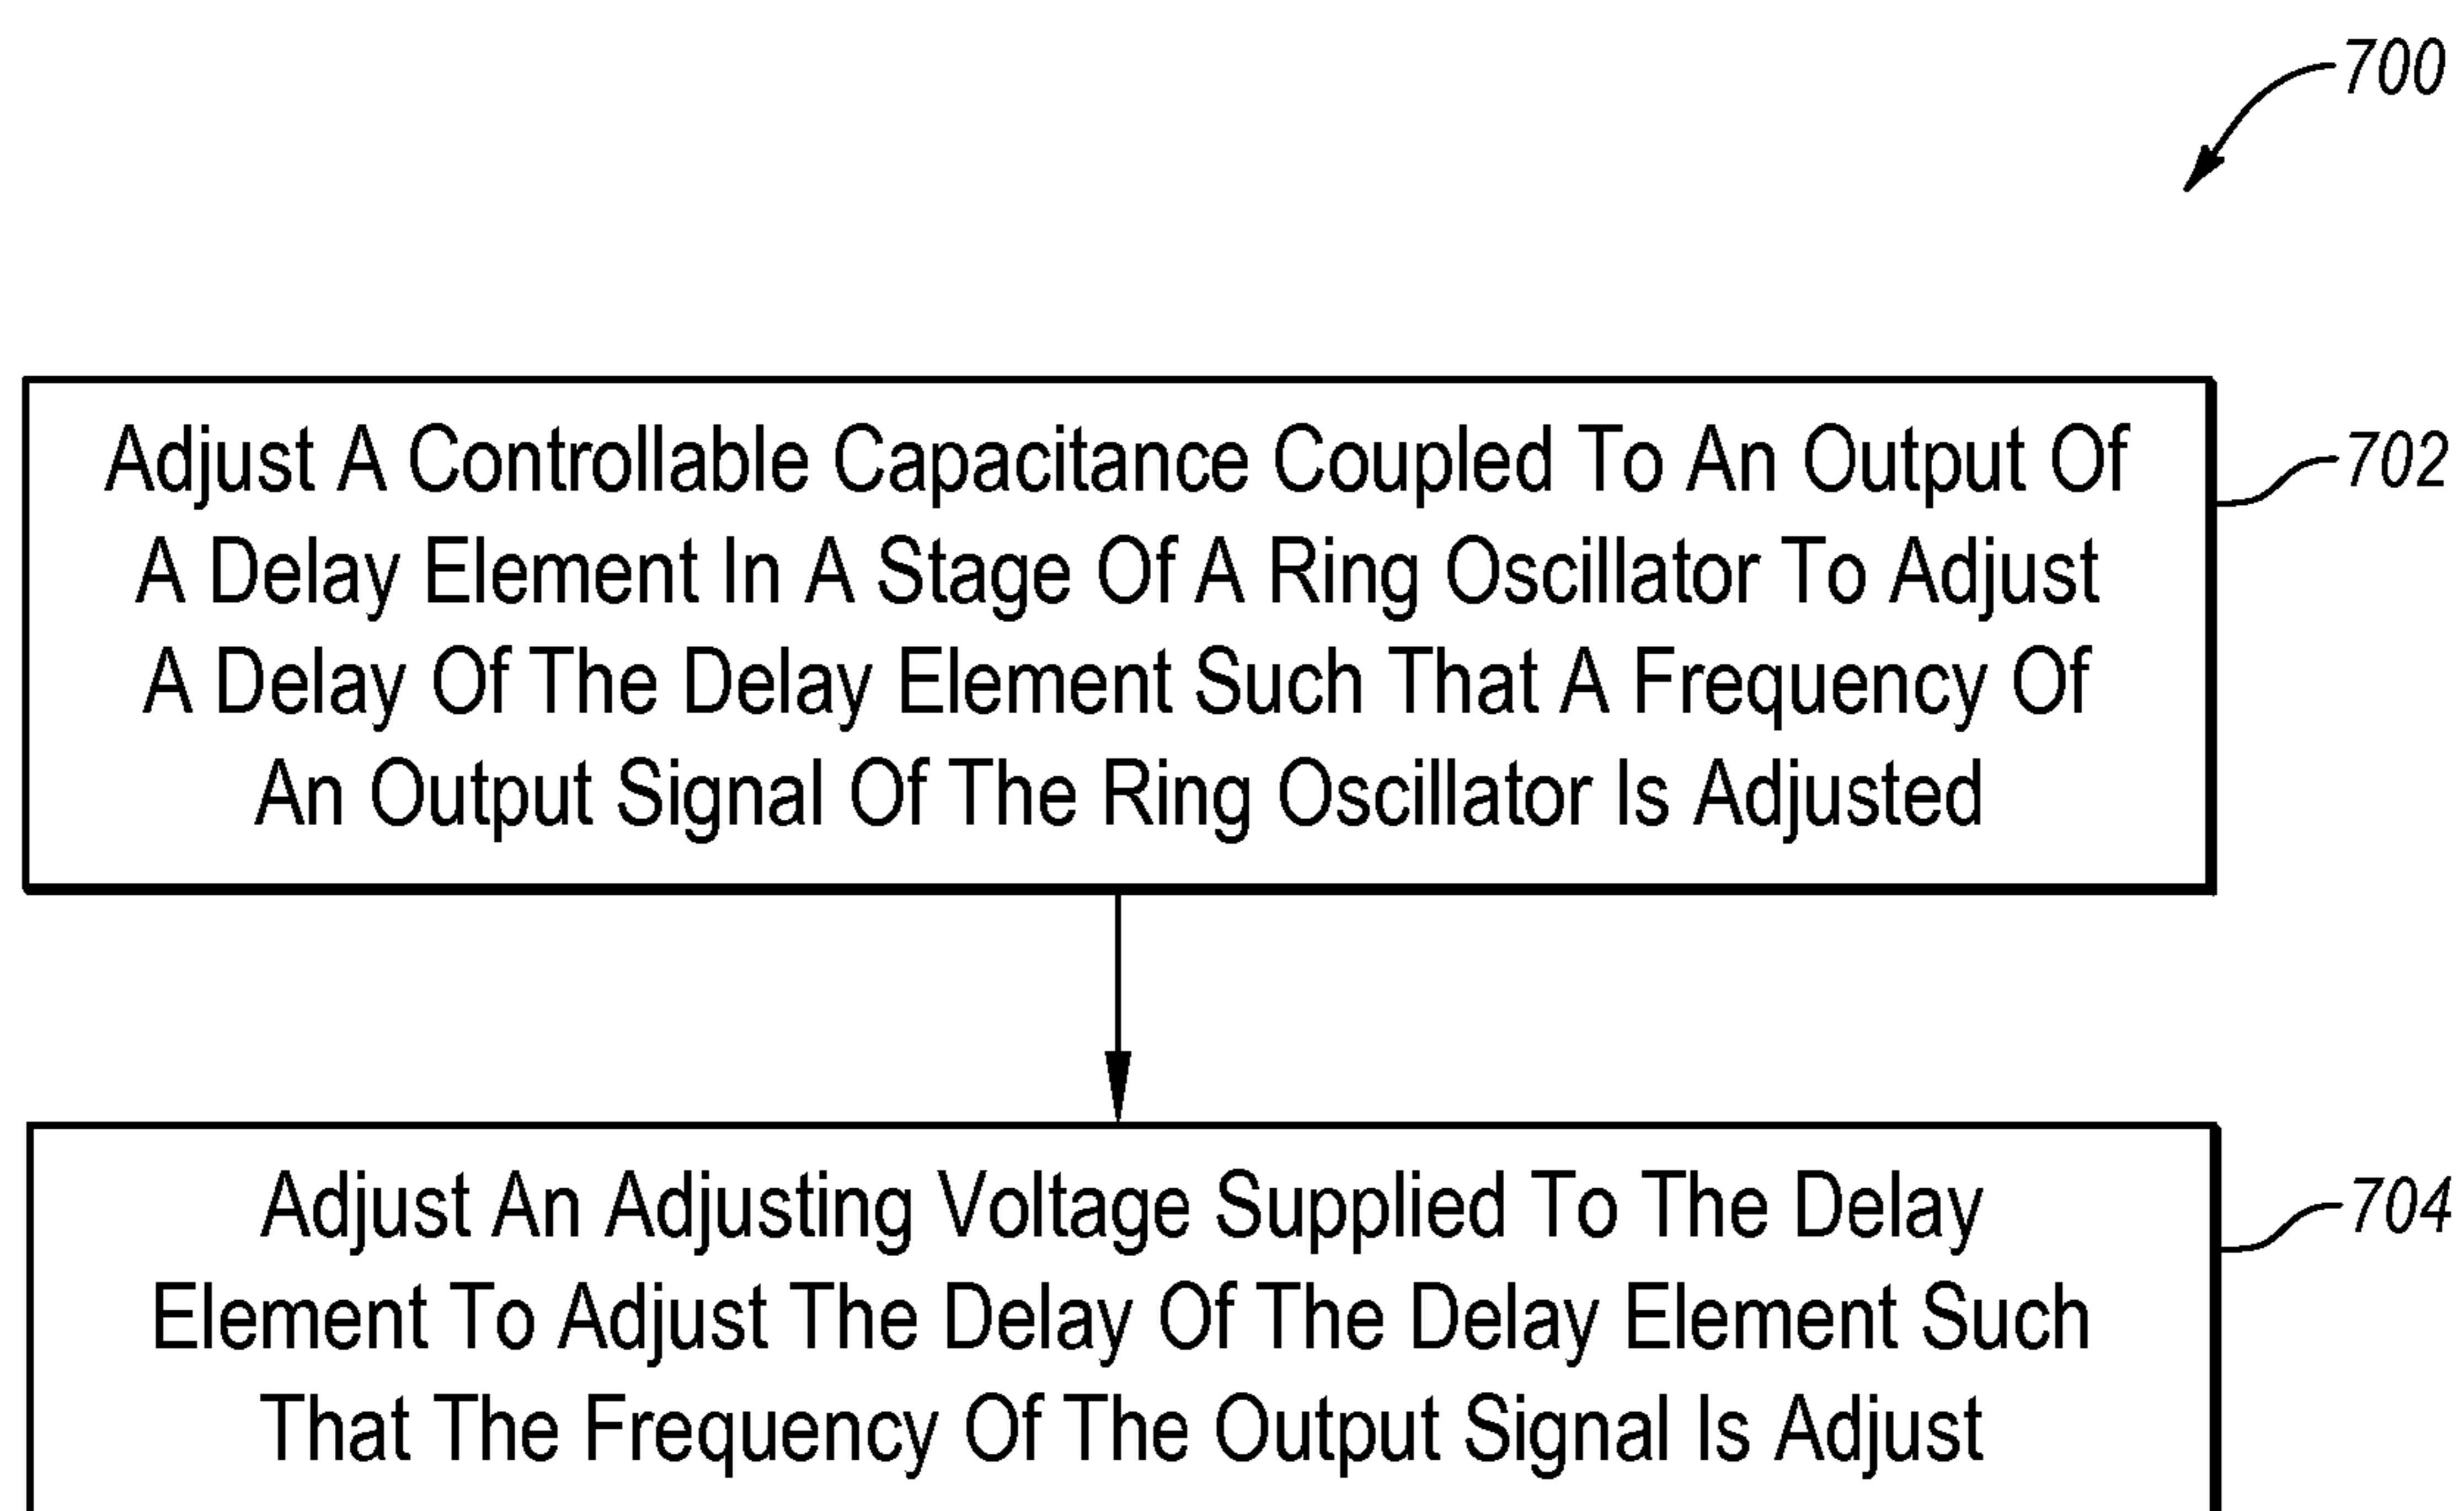 700
Adjust A Controllable Capacitance Coupled To An Output Of
A Delay Element In A Stage Of A Ring Oscillator To Adjust
A Delay Of The Delay Element Such That A Frequency Of
An Output Signal Of The Ring Oscillator Is Adjusted
702
Adjust An Adjusting Voltage Supplied To The Delay
Element To Adjust The Delay Of The Delay Element Such
That The Frequency Of The Output Signal Is Adjust
704